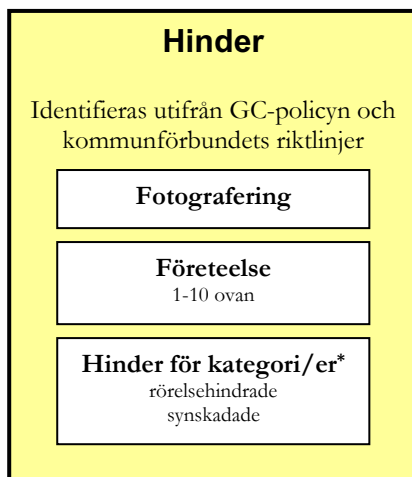 Hinder
Identifieras utifrån GC-policyn och
kommunförbundets riktlinjer
Fotografering
Företeelse
1-10 ovan
Hinder för kategori/er*
rörelsehindrade
synskadade